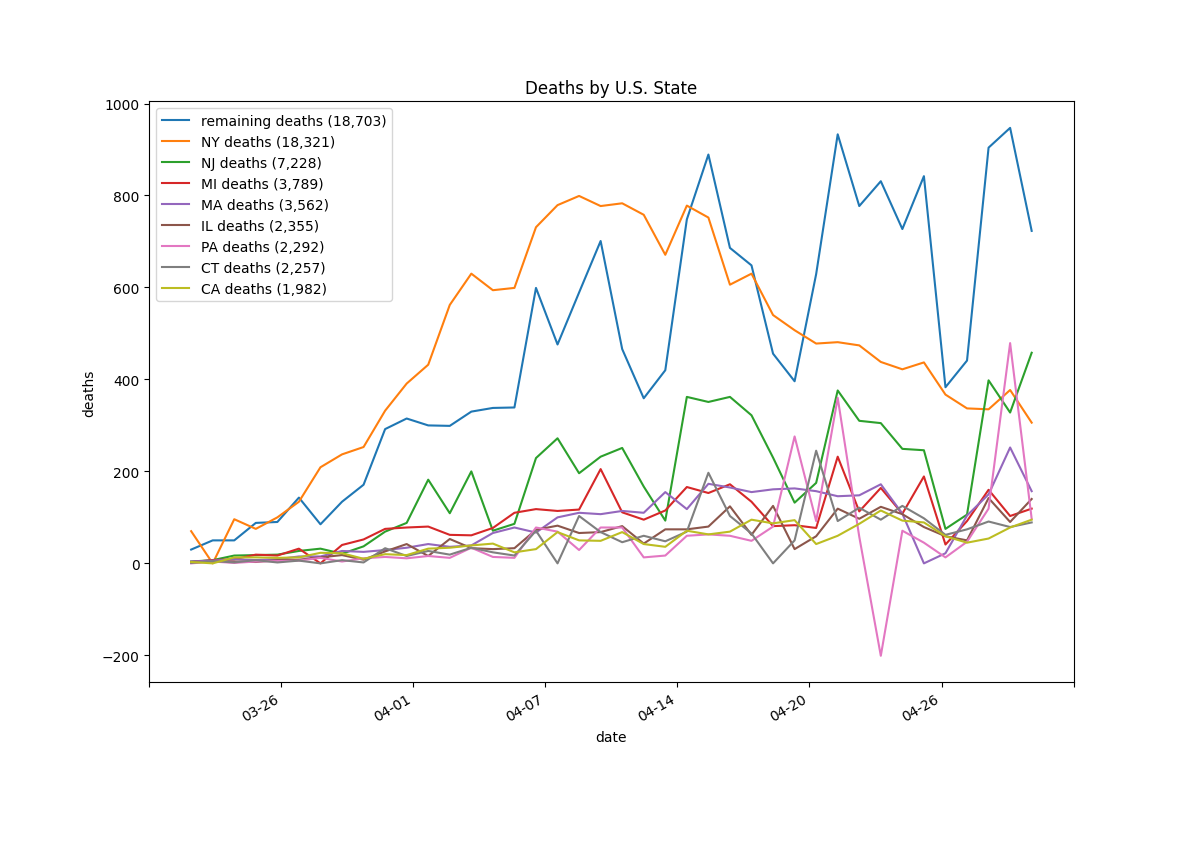 Deaths by U.S. State
1000
800
600
400
200
0
−200
deaths
remaining deaths (18,703)
NY deaths (18,321)
NJ deaths (7,228)
MI deaths (3,789)
MA deaths (3,562)
IL deaths (2,355)
PA deaths (2,292)
CT deaths (2,257)
CA deaths (1,982)
03-26
04-01
04-07
04-14
04-20
04-26
date